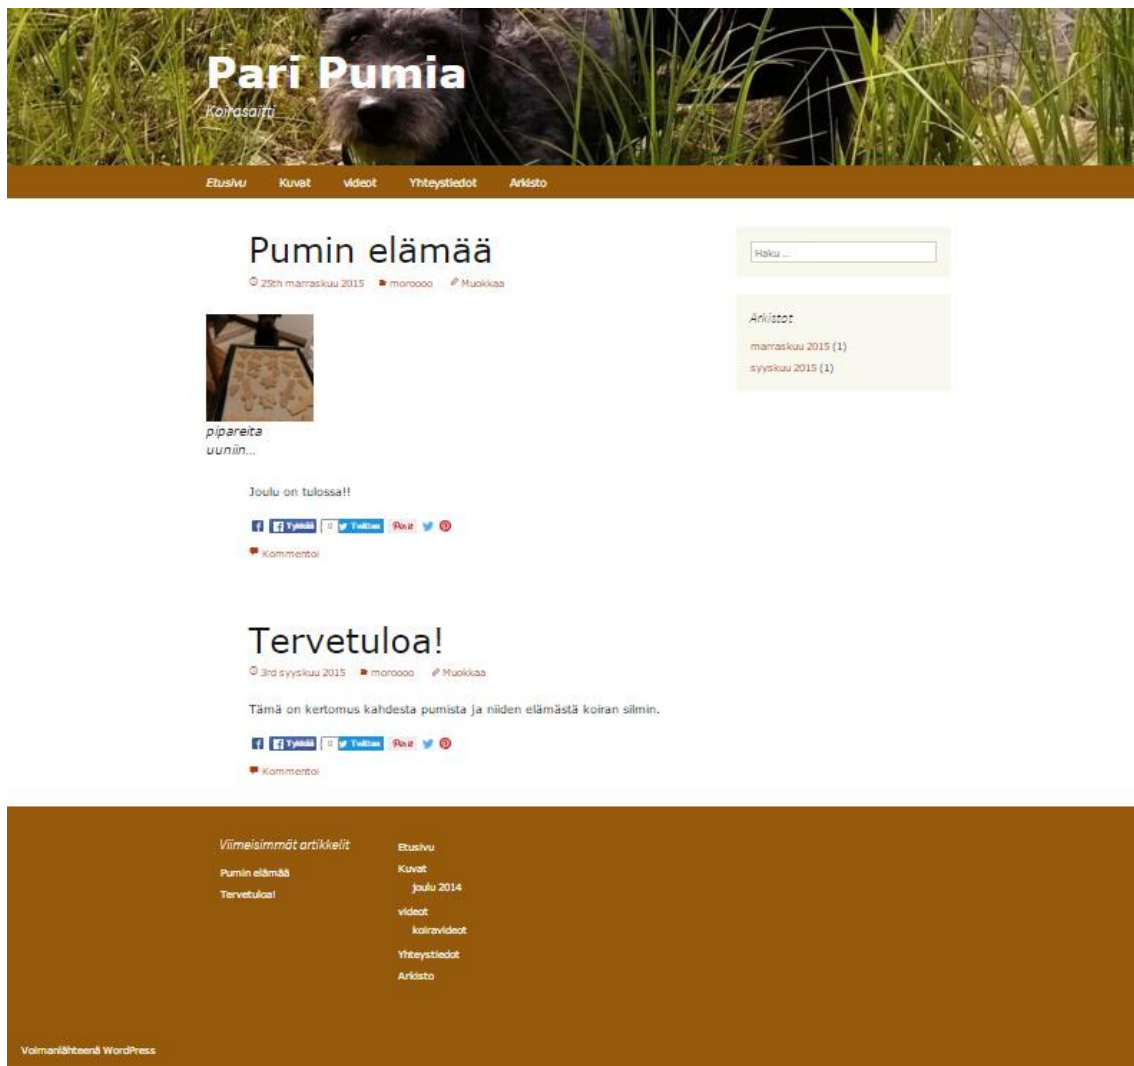 Pari Pumia
Koirasaitti
Etusivu Kuvat videot Yhteystiedot Arkisto
Pumin elämää
25th marraskuu 2015 moroooo Muokkaa
pipareita
uuniin...
Joulu on tulossa!!
Tykkää 0 Twiittaa Pin it
Kommentoi
Tervetuloa!
3rd syyskuu 2015 moroooo Muokkaa
Tämä on kertomus kahdesta pumista ja niiden elämästä koiran silmin.
Tykkää 0 Twiittaa Pin it
Kommentoi
Haku ...
Arkistot
marraskuu 2015 (1)
syyskuu 2015 (1)
Viimeisimmät artikkelit
Pumin elämää
Tervetuloa!
Etusivu
Kuvat
joulu 2014
videot
koiravideot
Yhteystiedot
Arkisto
Voimanlähteenä WordPress